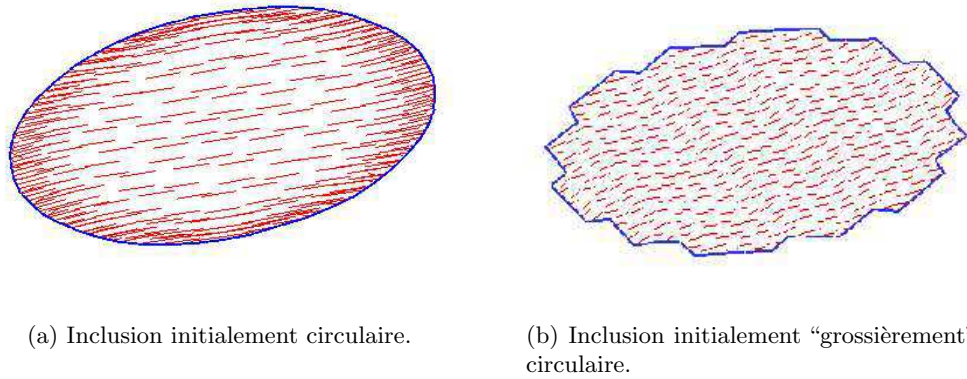 (a) Inclusion initialement circulaire.
(b) Inclusion initialement “grossièrement”
circulaire.